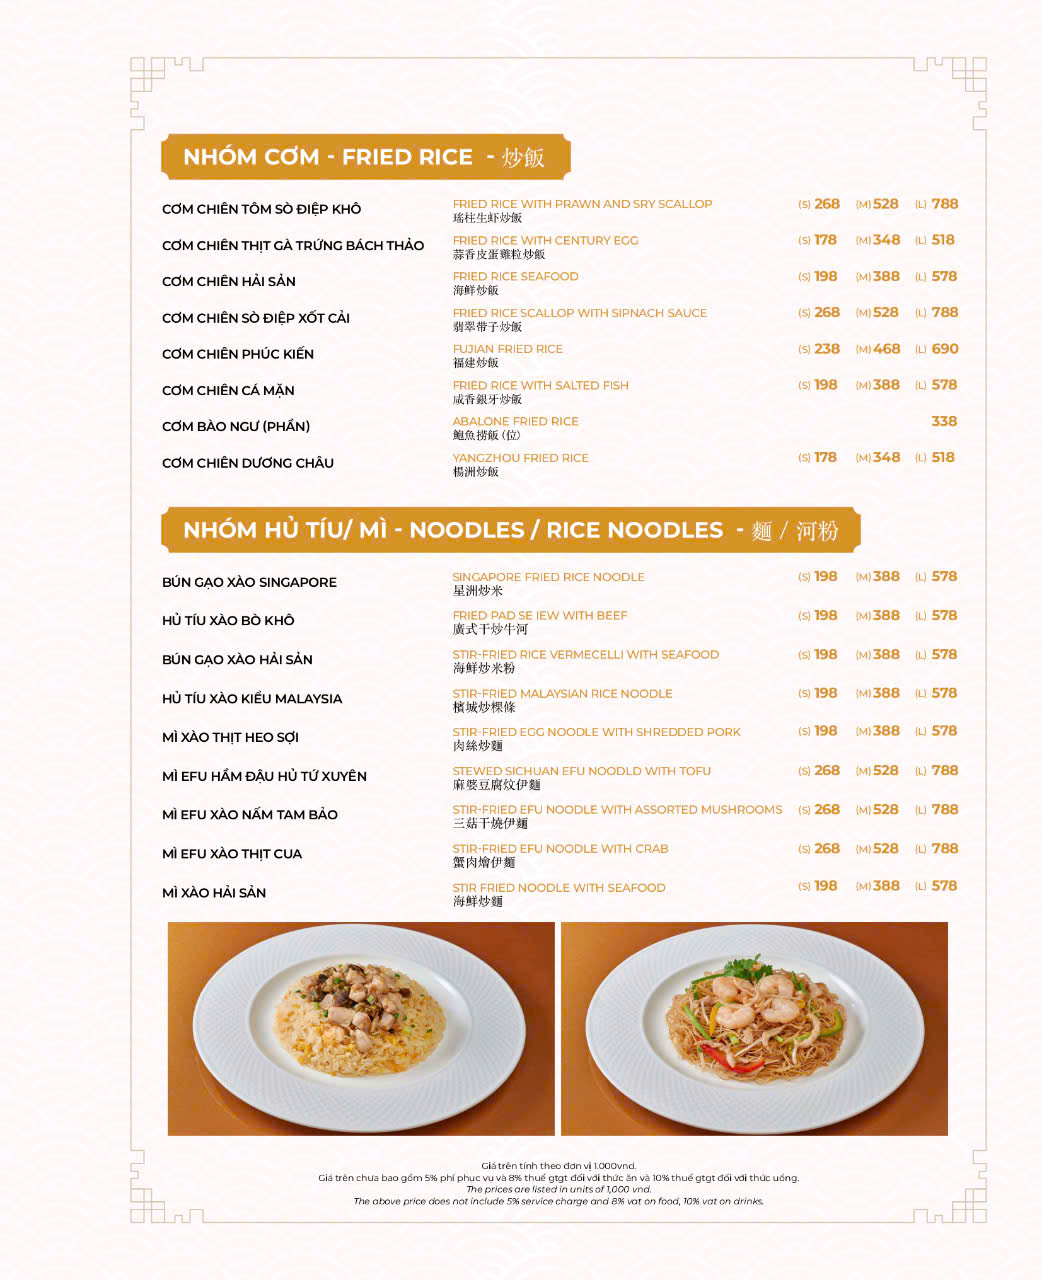 NHÓM CƠM - FRIED RICE - 炒飯
CƠM CHIÊN TÔM SÒ ĐIỆP KHÔ FRIED RICE WITH PRAWN AND SRY SCALLOP (S) 268 (M) 528 (L) 788
瑤柱生虾炒飯
CƠM CHIÊN THỊT GÀ TRỨNG BÁCH THẢO FRIED RICE WITH CENTURY EGG (S) 178 (M) 348 (L) 518
蒜香皮蛋雞粒炒飯
CƠM CHIÊN HẢI SẢN FRIED RICE SEAFOOD (S) 198 (M) 388 (L) 578
海鮮炒飯
CƠM CHIÊN SÒ ĐIỆP XỐT CẢI FRIED RICE SCALLOP WITH SIPNACH SAUCE (S) 268 (M) 528 (L) 788
翡翠带子炒飯
CƠM CHIÊN PHÚC KIẾN FUJIAN FRIED RICE (S) 238 (M) 468 (L) 690
福建炒飯
CƠM CHIÊN CÁ MẶN FRIED RICE WITH SALTED FISH (S) 198 (M) 388 (L) 578
咸香銀牙炒飯
CƠM BÀO NGƯ (PHẦN) ABALONE FRIED RICE 338
鮑魚撈飯 (位)
CƠM CHIÊN DƯƠNG CHÂU YANGZHOU FRIED RICE (S) 178 (M) 348 (L) 518
楊洲炒飯
NHÓM HỦ TÍU/ MÌ - NOODLES / RICE NOODLES - 麵 / 河粉
BÚN GẠO XÀO SINGAPORE SINGAPORE FRIED RICE NOODLE (S) 198 (M) 388 (L) 578
星洲炒米
HỦ TÍU XÀO BÒ KHÔ FRIED PAD SE IEW WITH BEEF (S) 198 (M) 388 (L) 578
廣式干炒牛河
BÚN GẠO XÀO HẢI SẢN STIR-FRIED RICE VERMECELLI WITH SEAFOOD (S) 198 (M) 388 (L) 578
海鮮炒米粉
HỦ TÍU XÀO KIỂU MALAYSIA STIR-FRIED MALAYSIAN RICE NOODLE (S) 198 (M) 388 (L) 578
檳城炒粿條
MÌ XÀO THỊT HEO SỢI STIR-FRIED EGG NOODLE WITH SHREDDED PORK (S) 198 (M) 388 (L) 578
肉絲炒麵
MÌ EFU HẦM ĐẬU HỦ TỨ XUYÊN STEWED SICHUAN EFU NOODLD WITH TOFU (S) 268 (M) 528 (L) 788
麻婆豆腐炆伊麵
MÌ EFU XÀO NẤM TAM BẢO STIR-FRIED EFU NOODLE WITH ASSORTED MUSHROOMS (S) 268 (M) 528 (L) 788
三菇干燒伊麵
MÌ EFU XÀO THỊT CUA STIR-FRIED EFU NOODLE WITH CRAB (S) 268 (M) 528 (L) 788
蟹肉燴伊麵
MÌ XÀO HẢI SẢN STIR FRIED NOODLE WITH SEAFOOD (S) 198 (M) 388 (L) 578
海鮮炒麵
Giá trên tính theo đơn vị 1.000vnd.
Giá trên chưa bao gồm 5% phí phục vụ và 8% thuế gtgt đối với thức ăn và 10% thuế gtgt đối với thức uống.
The prices are listed in units of 1,000 vnd.
The above price does not include 5% service charge and 8% vat on food, 10% vat on drinks.